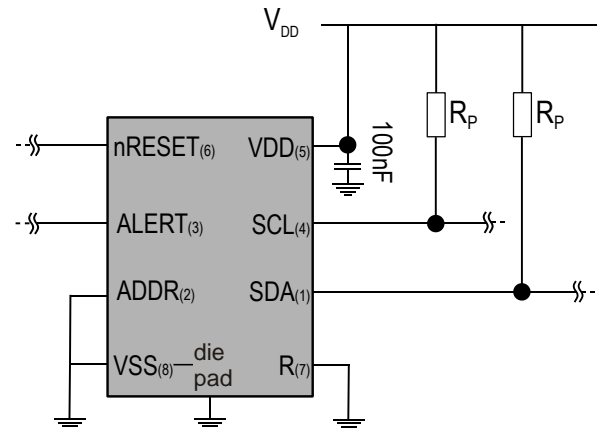 VDD
nRESET(6)
VDD(5)
100nF
RP
RP
ALERT(3)
SCL(4)
ADDR(2)
SDA(1)
VSS(8)
die
pad
R(7)